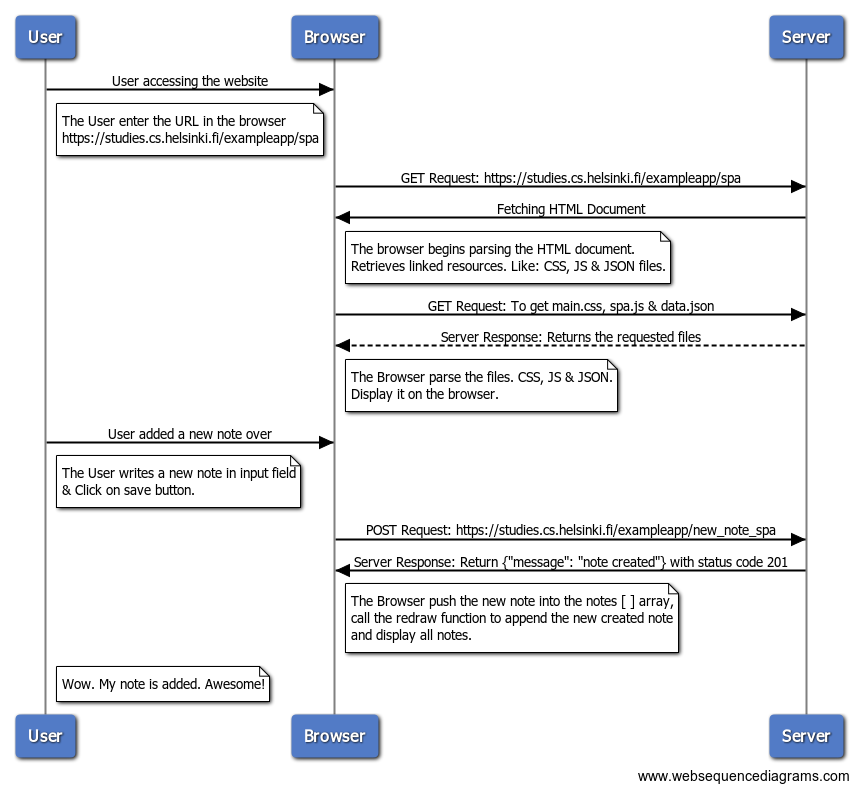 User
Browser
Server
User accessing the website
The User enter the URL in the browser
https://studies.cs.helsinki.fi/exampleapp/spa
GET Request: https://studies.cs.helsinki.fi/exampleapp/spa
Fetching HTML Document
The browser begins parsing the HTML document.
Retrieves linked resources. Like: CSS, JS & JSON files.
GET Request: To get main.css, spa.js & data.json
Server Response: Returns the requested files
The Browser parse the files. CSS, JS & JSON.
Display it on the browser.
User added a new note over
The User writes a new note in input field
& Click on save button.
POST Request: https://studies.cs.helsinki.fi/exampleapp/new_note_spa
Server Response: Return {"message": "note created"} with status code 201
The Browser push the new note into the notes [ ] array,
call the redraw function to append the new created note
and display all notes.
Wow. My note is added. Awesome!
User
Browser
Server
www.websequencediagrams.com